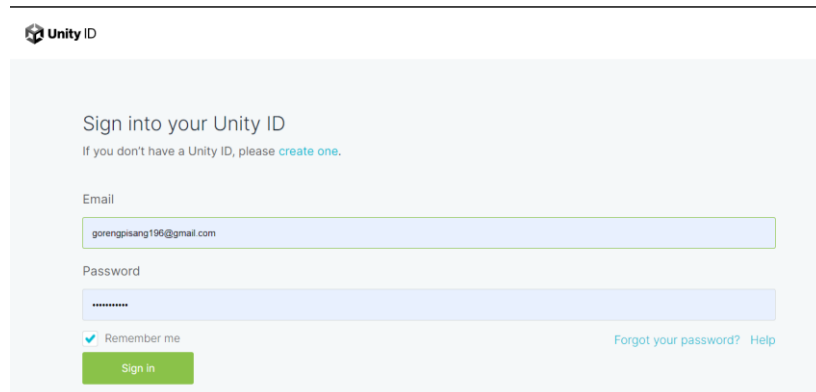 Unity ID
Sign into your Unity ID
If you don't have a Unity ID, please create one.
Email
gorengpisang196@gmail.com
Password
•••••••••••
Remember me
Forgot your password? Help
Sign in